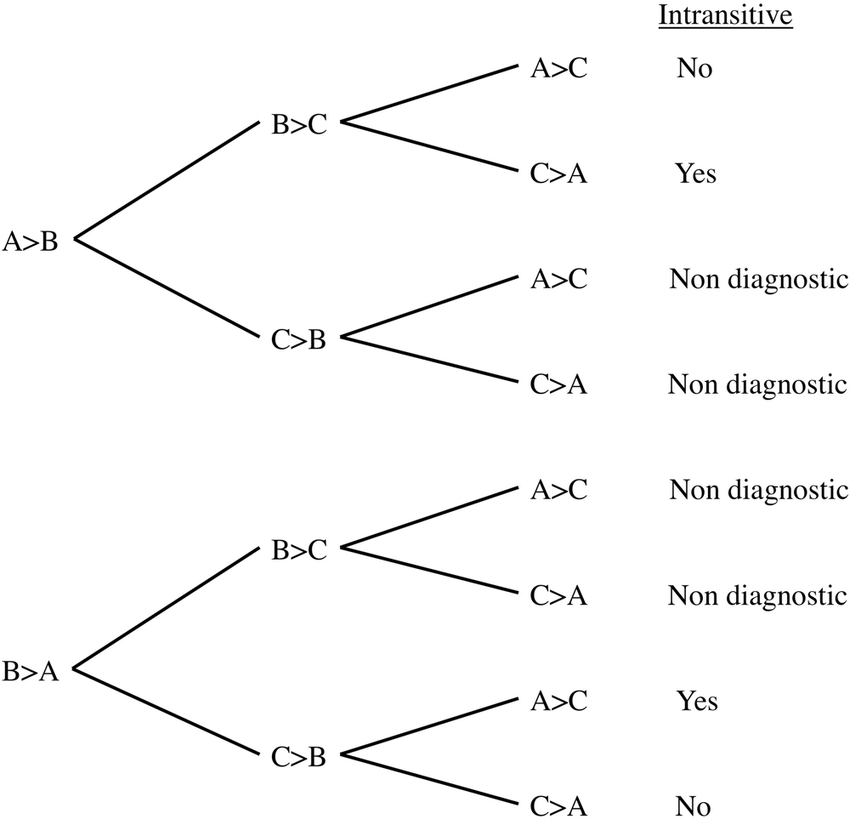 Intransitive
A>C No
B>C
C>A Yes
A>B
A>C Non diagnostic
C>B
C>A Non diagnostic
A>C Non diagnostic
B>C
C>A Non diagnostic
B>A
A>C Yes
C>B
C>A No